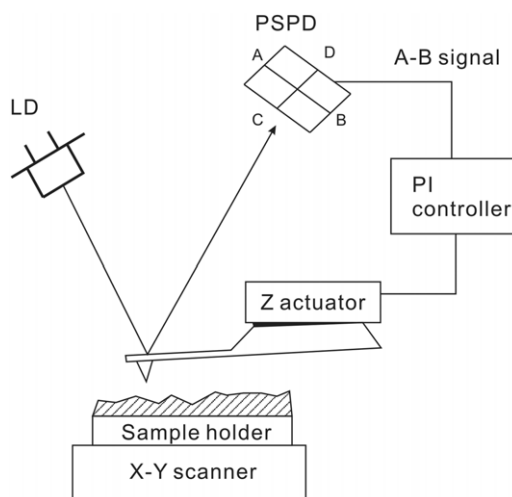 PSPD
A
D
A-B signal
LD
C
B
PI
controller
Z actuator
Sample holder
X-Y scanner